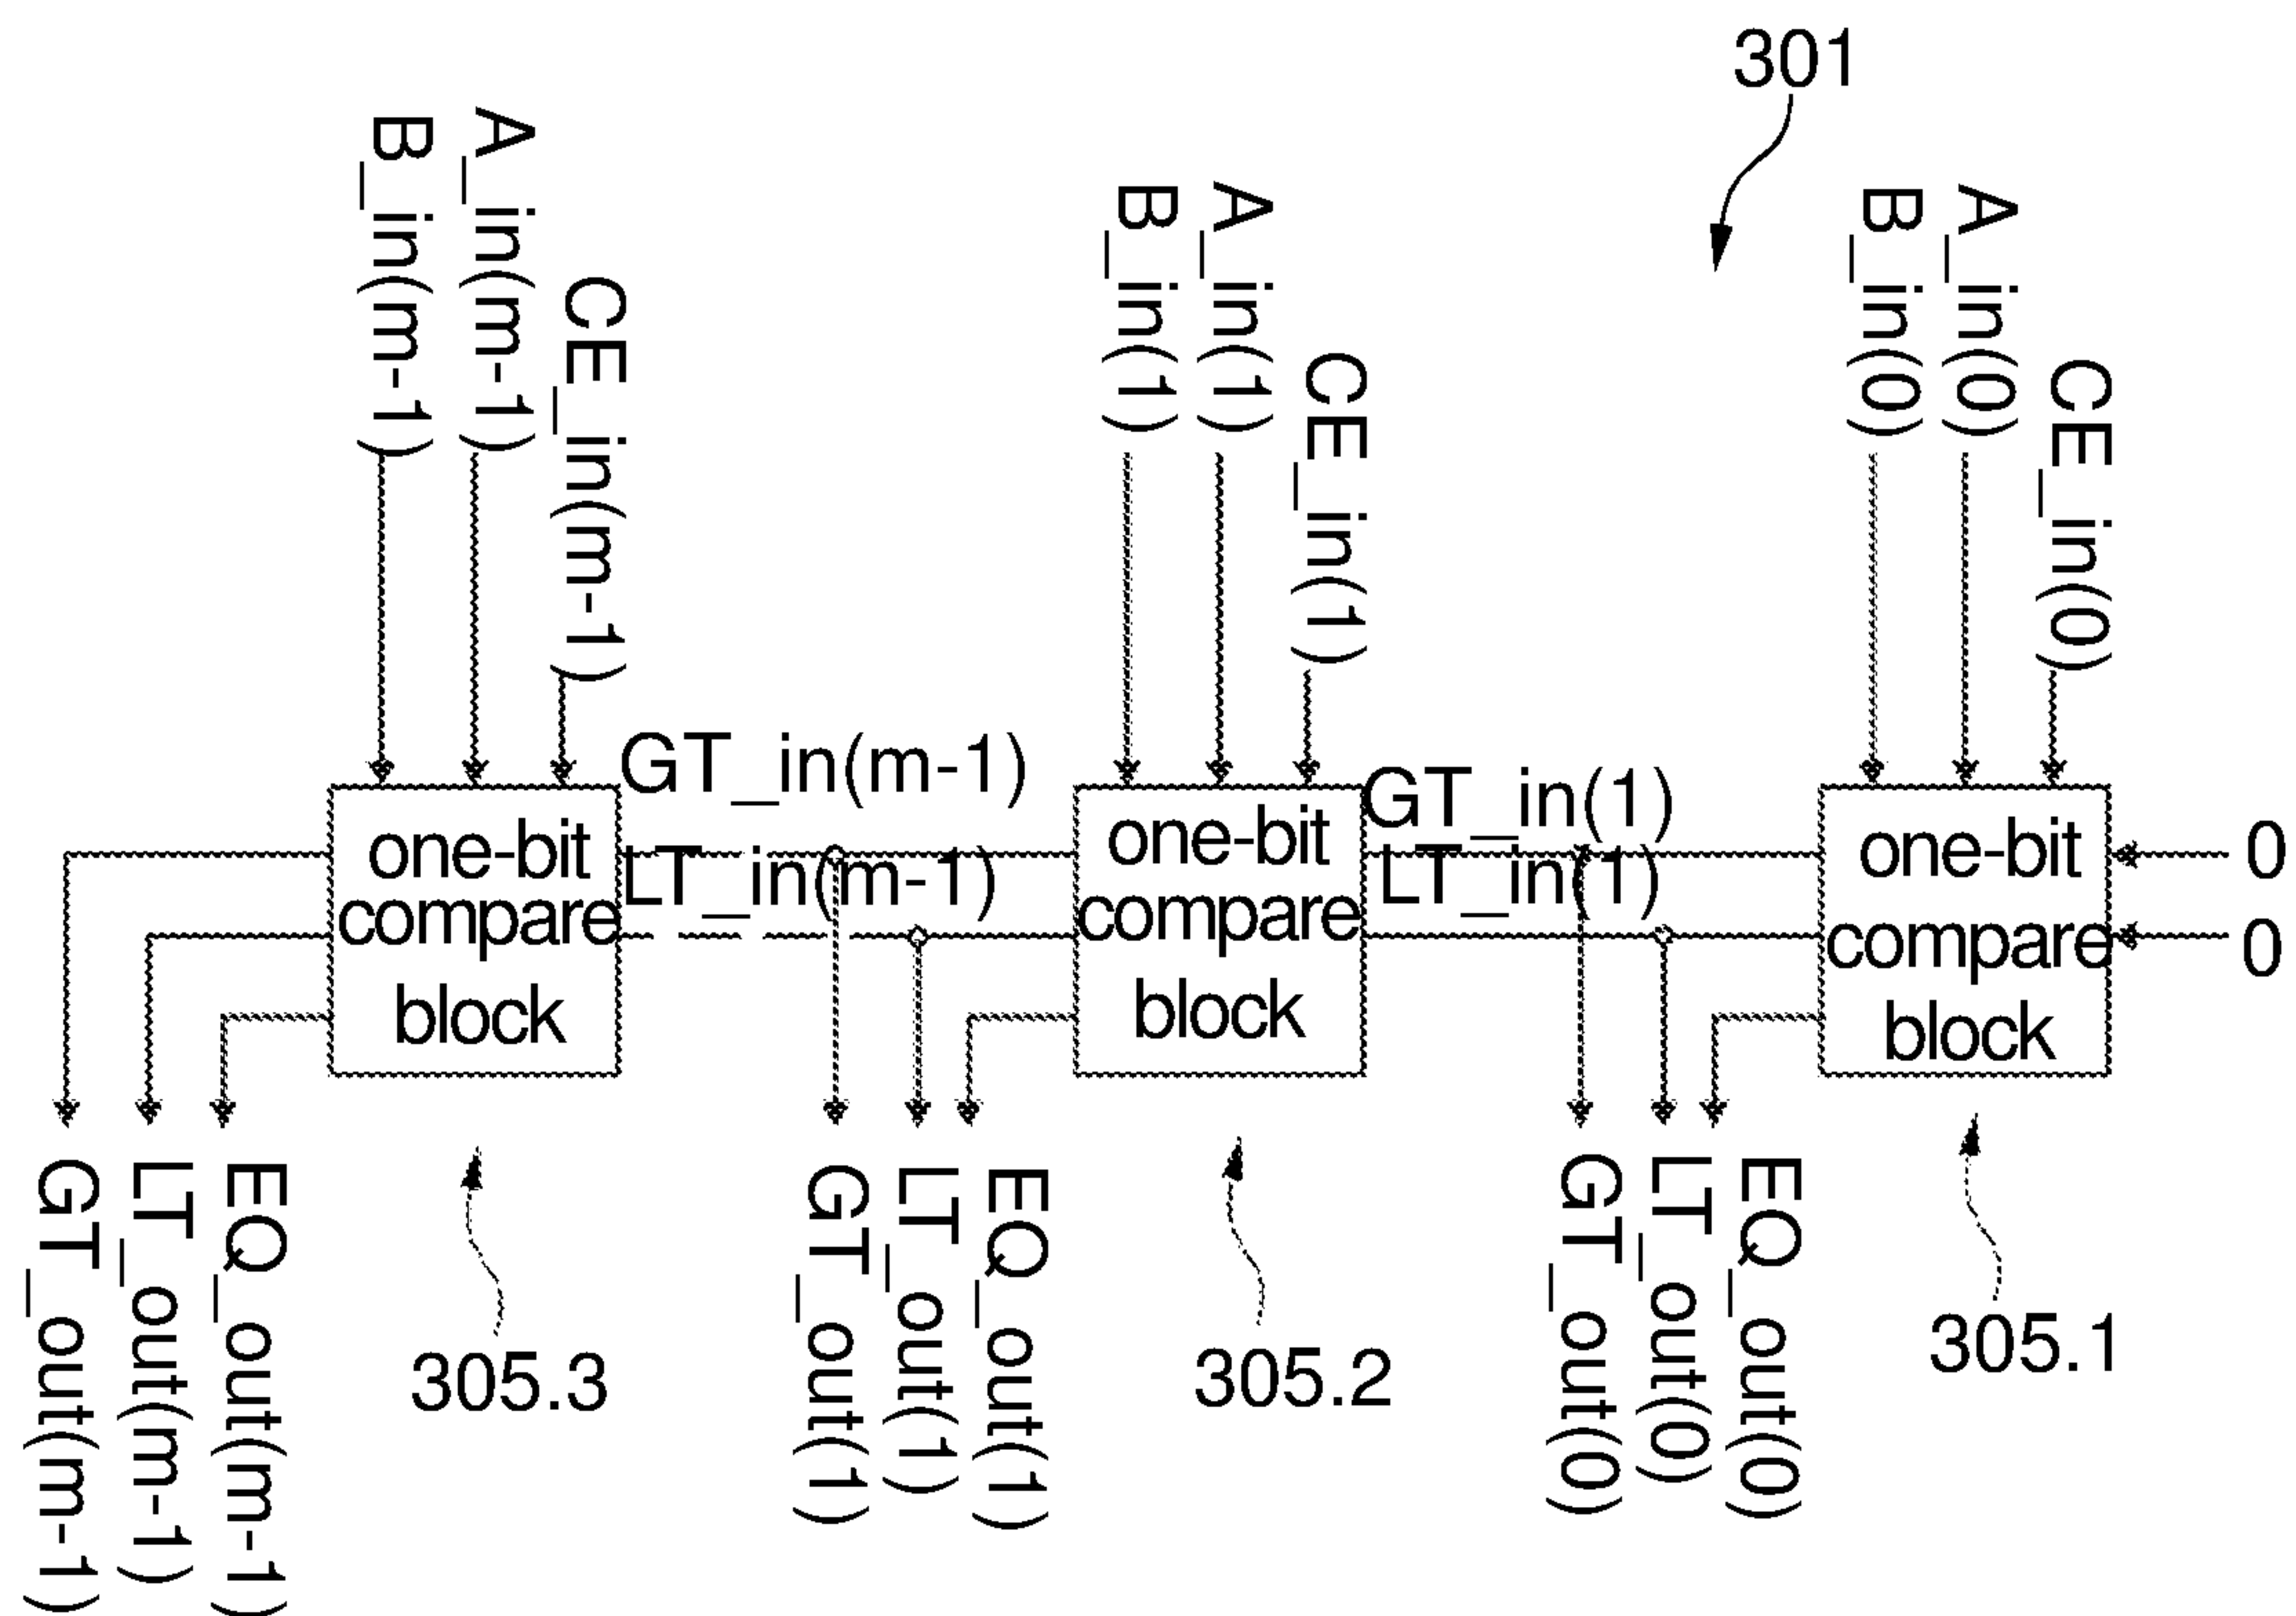 301
B_in(m-1)
A_in(m-1)
CE_in(m-1)
B_in(1)
A_in(1)
CE_in(1)
B_in(0)
A_in(0)
CE_in(0)
GT_in(m-1)
LT_in(m-1)
GT_in(1)
LT_in(1)
one-bit
compare
block
one-bit
compare
block
one-bit
compare
block
0
0
GT_out(m-1)
LT_out(m-1)
EQ_out(m-1)
305.3
GT_out(1)
LT_out(1)
EQ_out(1)
305.2
GT_out(0)
LT_out(0)
EQ_out(0)
305.1